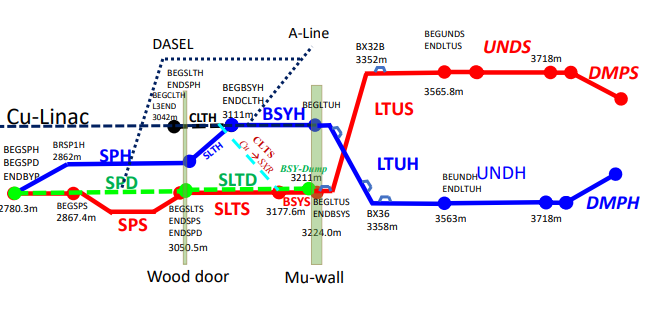 A-Line
DASEL
BX32B
3352m
BEGUNDS
ENDLTUS
UNDS
3718m
DMPS
BEGSLTH
ENDSPH
BEGCLTH
L3END
3042m
BEGBSYH
ENDCLTH
3111m
BEGLTUH
3565.8m
LTUS
Cu-Linac
CLTH
BSYH
BEGSPH
BEGSPD
ENDBYP
BRSP1H
2862m
SPH
SLTH
CLTS
Cu → SXR
BSY-Dump
3211m
LTUH
BEUNDH
ENDLTUH
UNDH
SPD
SLTD
2780.3m
BEGSPS
2867.4m
SPS
BEGSLTS
ENDSPS
ENDSPD
3050.5m
SLTS
3177.6m
BSYS
BEGLTUS
ENDBSYS
3224.0m
BX36
3358m
3563m
3718m
DMPH
Wood door
Mu-wall